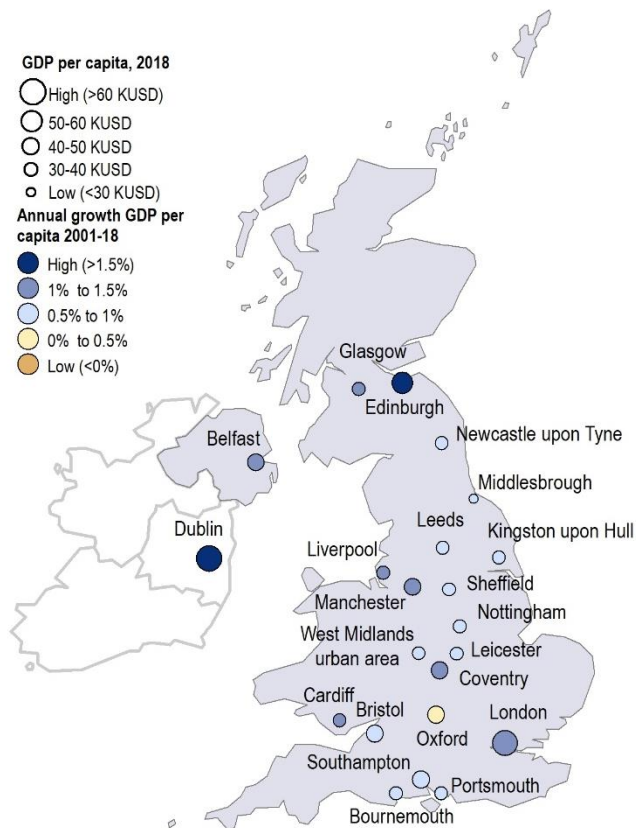 GDP per capita, 2018
High (>60 KUSD)
50-60 KUSD
40-50 KUSD
30-40 KUSD
Low (<30 KUSD)
Annual growth GDP per
capita 2001-18
High (>1.5%)
1% to 1.5%
0.5% to 1%
0% to 0.5%
Low (<0%)
Glasgow
Edinburgh
Belfast
Newcastle upon Tyne
Middlesbrough
Dublin
Leeds
Kingston upon Hull
Liverpool
Manchester
Sheffield
Nottingham
West Midlands
urban area
Leicester
Coventry
Cardiff
Bristol
Oxford
London
Southampton
Portsmouth
Bournemouth